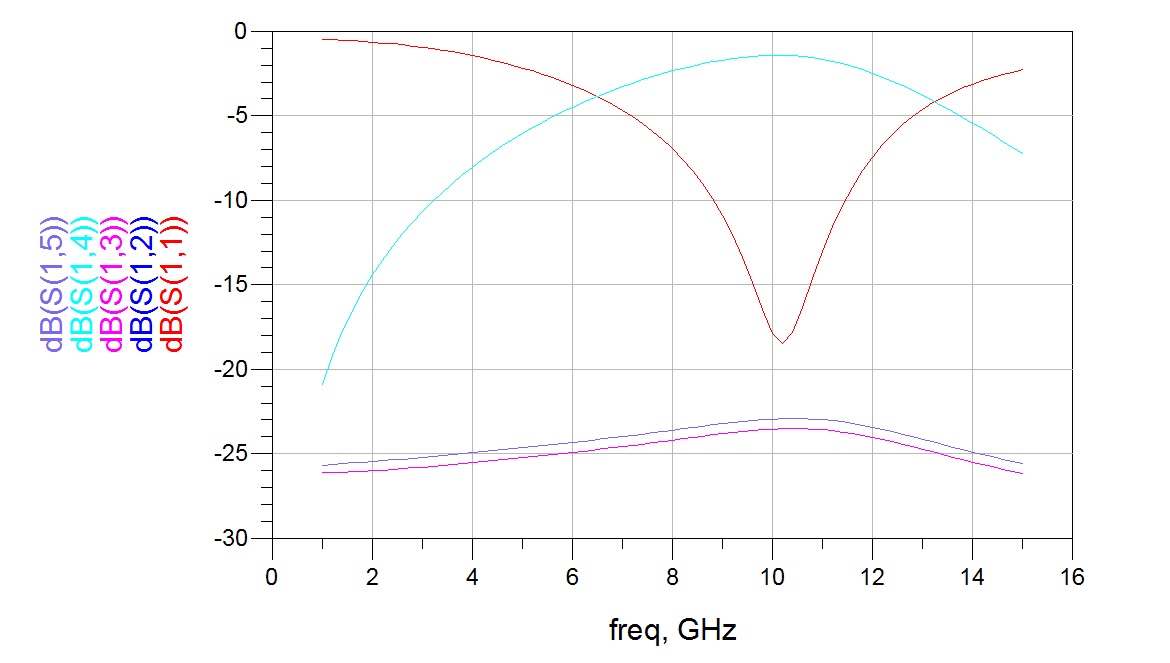 dB(S(1,5))
dB(S(1,4))
dB(S(1,3))
dB(S(1,2))
dB(S(1,1))
-0
-5
-10
-15
-20
-25
-30
0 2 4 6 8 10 12 14 16
freq, GHz